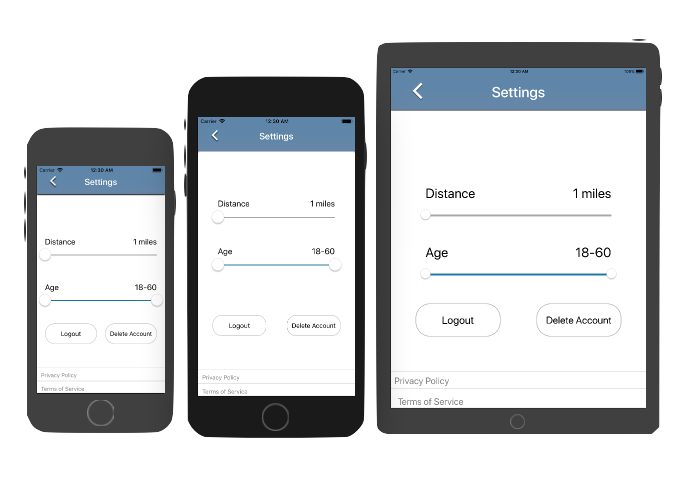 Carrier 12:30 AM
Settings
Distance 1 miles
Age 18-60
Logout Delete Account
Privacy Policy
Terms of Service
Carrier 12:30 AM
Settings
Distance 1 miles
Age 18-60
Logout Delete Account
Privacy Policy
Terms of Service
Carrier 12:30 AM 100%
Settings
Distance 1 miles
Age 18-60
Logout Delete Account
Privacy Policy
Terms of Service